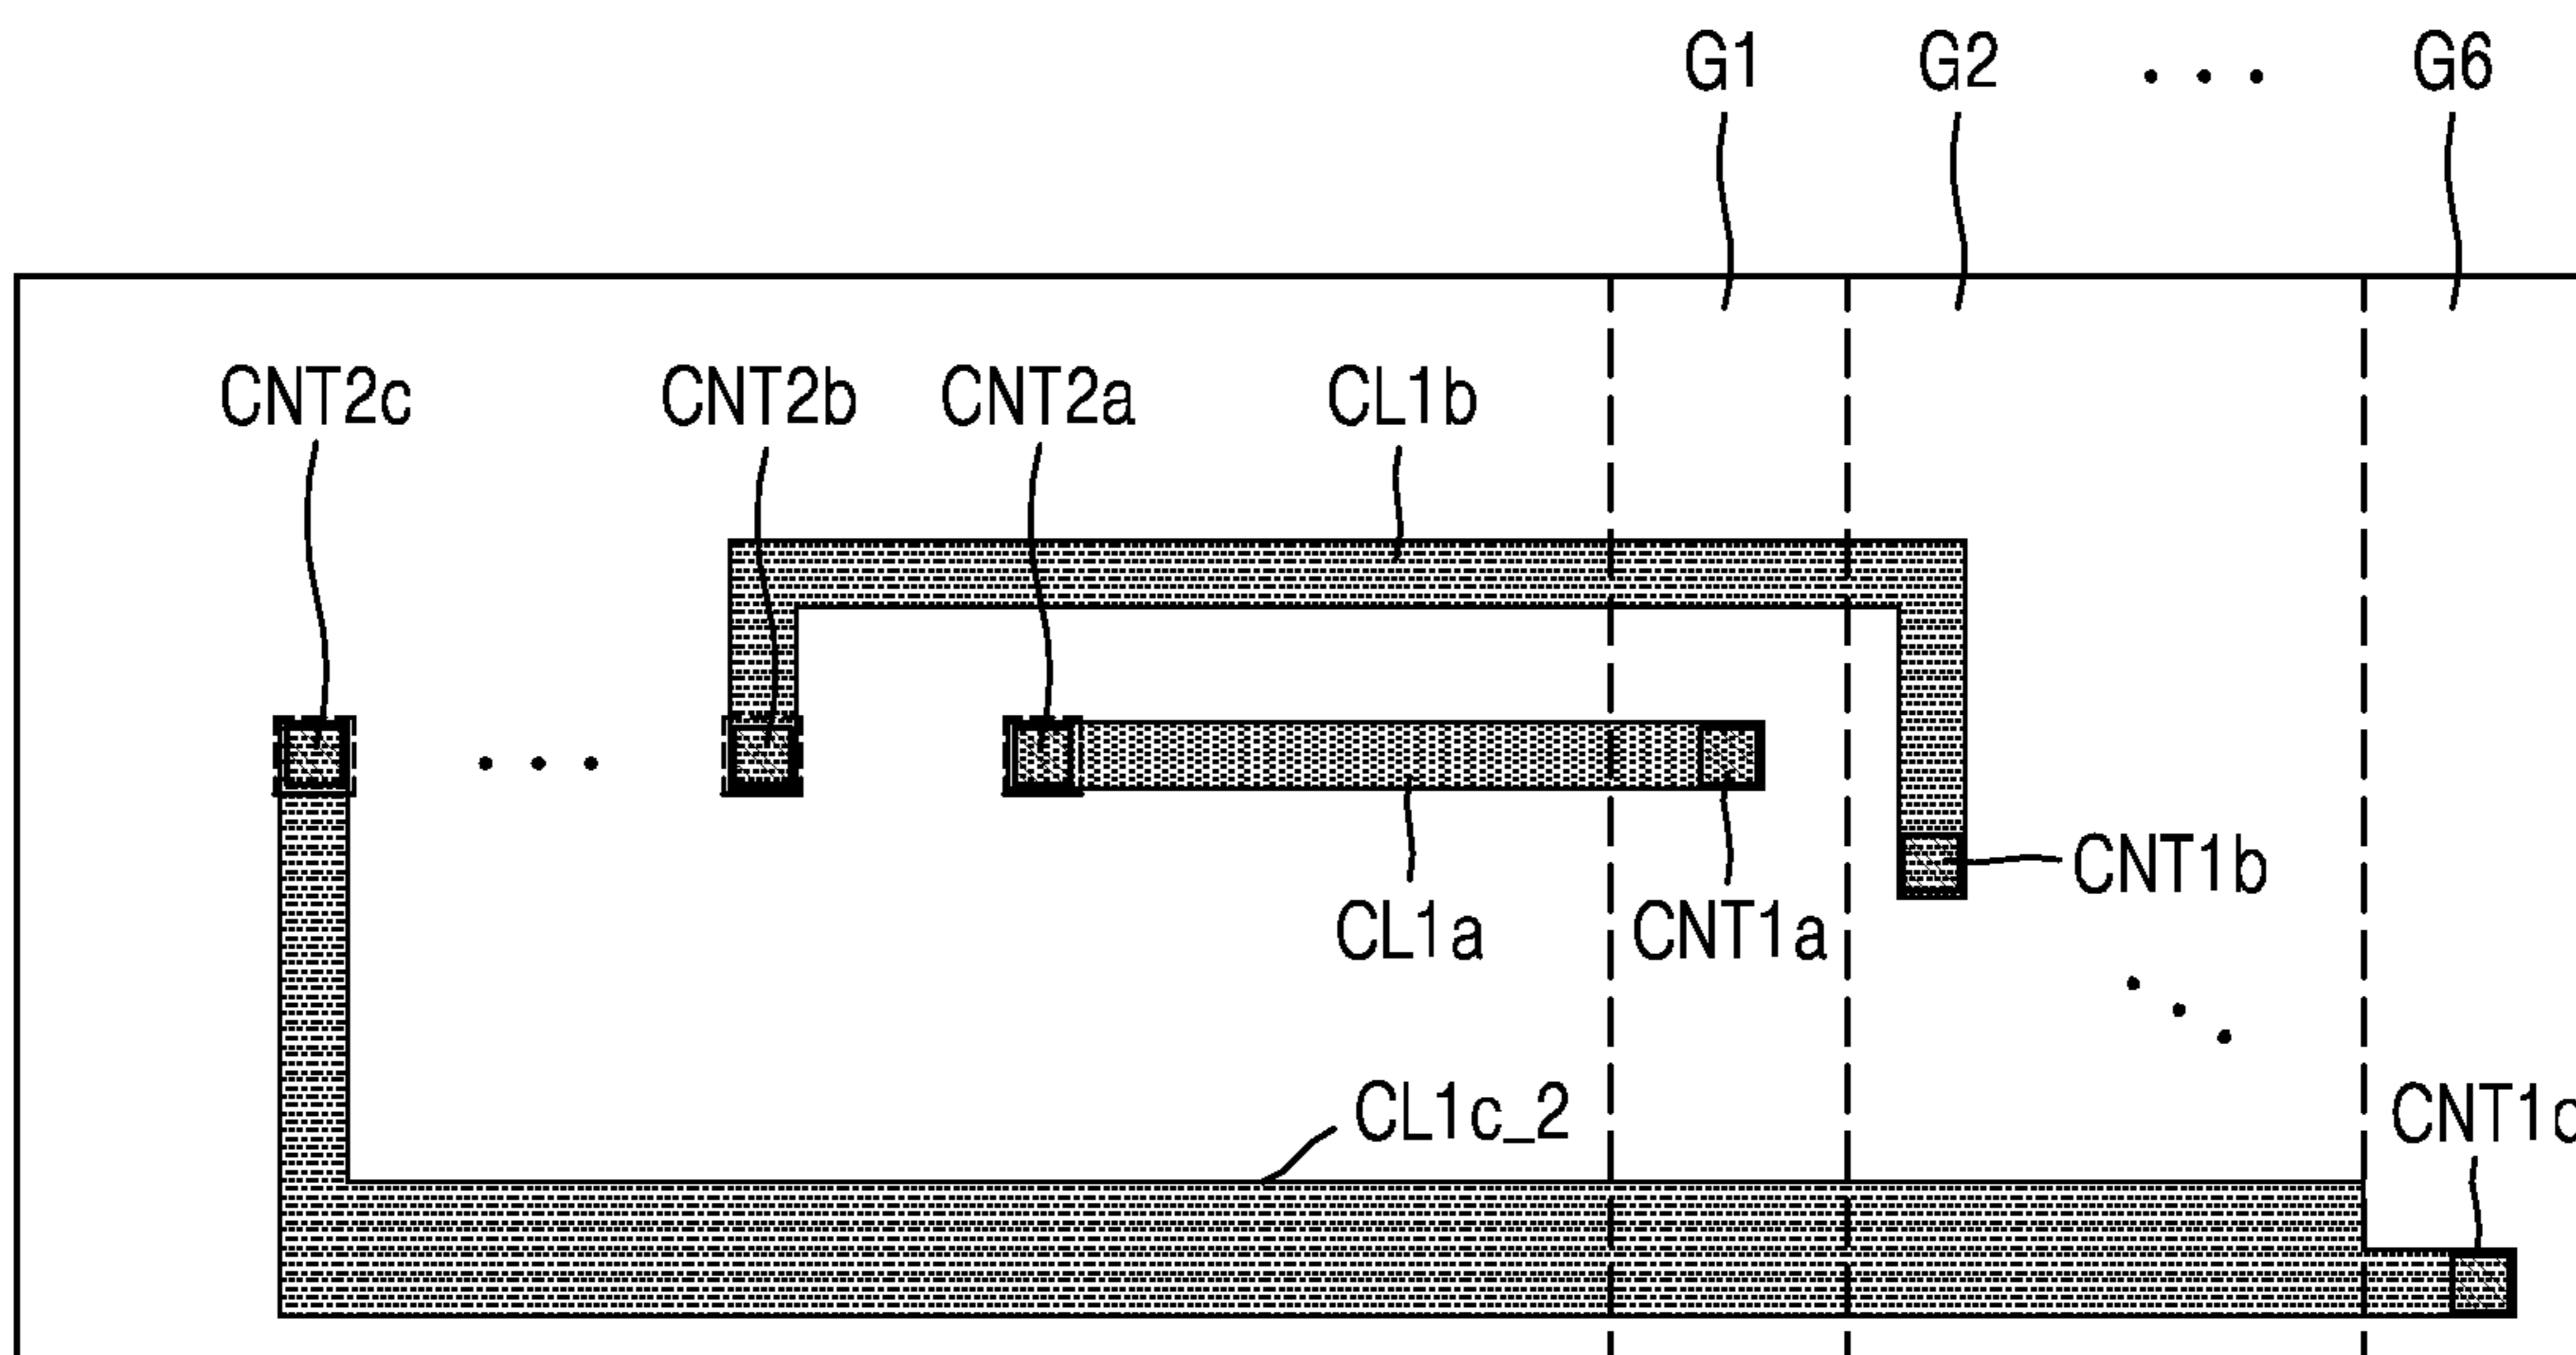 G1 G2 . . . G6
CNT2c CNT2b CNT2a CL1b
. . .
CNT1b
CL1a CNT1a
CL1c_2